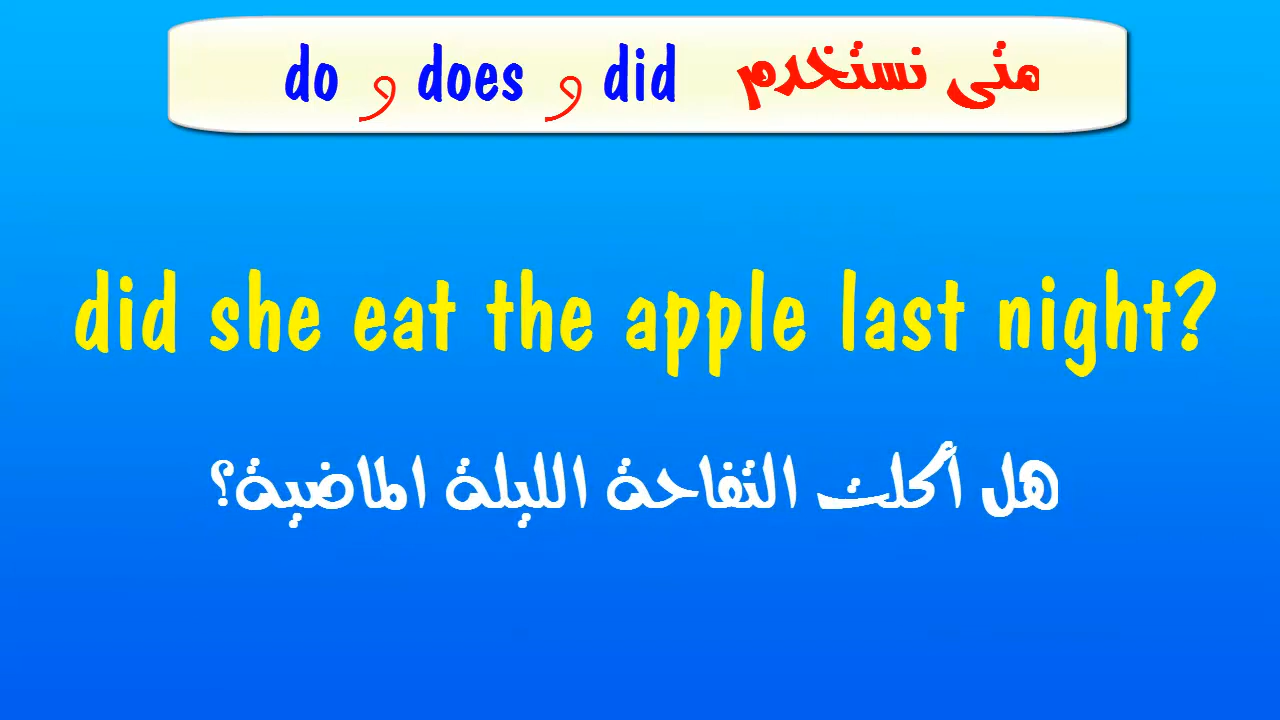 متى نستخدم did و does و do
did she eat the apple last night?
هل أكلت التفاحة الليلة الماضية؟